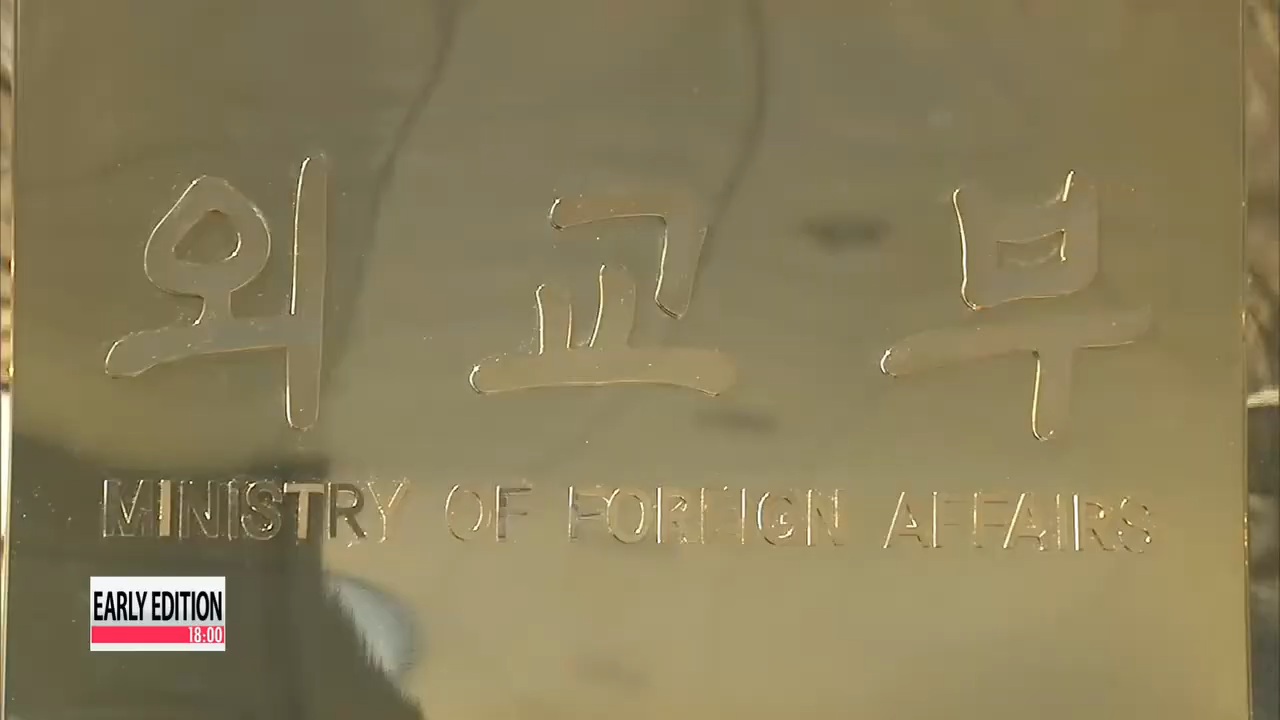 외교부
MINISTRY OF FOREIGN AFFAIRS
EARLY EDITION
18:00